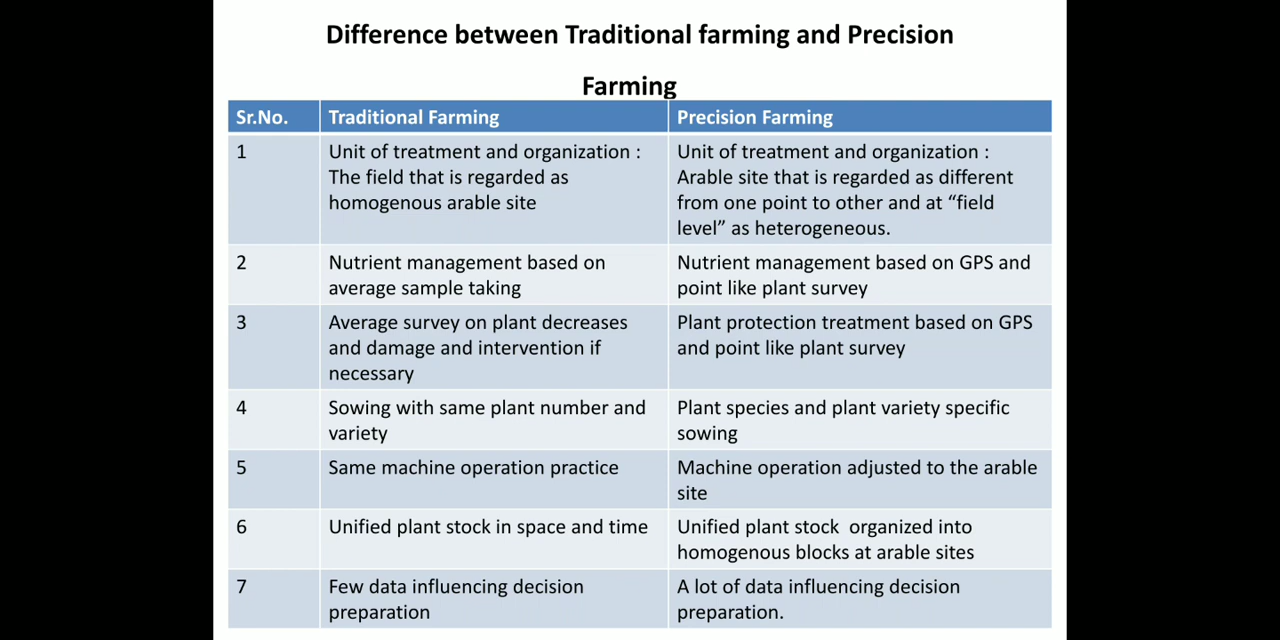 Difference between Traditional farming and Precision
Farming
Sr.No. Traditional Farming Precision Farming
1 Unit of treatment and organization : Unit of treatment and organization :
The field that is regarded as Arable site that is regarded as different
homogenous arable site from one point to other and at “field
level” as heterogeneous.
2 Nutrient management based on Nutrient management based on GPS and
average sample taking point like plant survey
3 Average survey on plant decreases Plant protection treatment based on GPS
and damage and intervention if and point like plant survey
necessary
4 Sowing with same plant number and Plant species and plant variety specific
variety sowing
5 Same machine operation practice Machine operation adjusted to the arable
site
6 Unified plant stock in space and time Unified plant stock  organized into
homogenous blocks at arable sites
7 Few data influencing decision A lot of data influencing decision
preparation preparation.